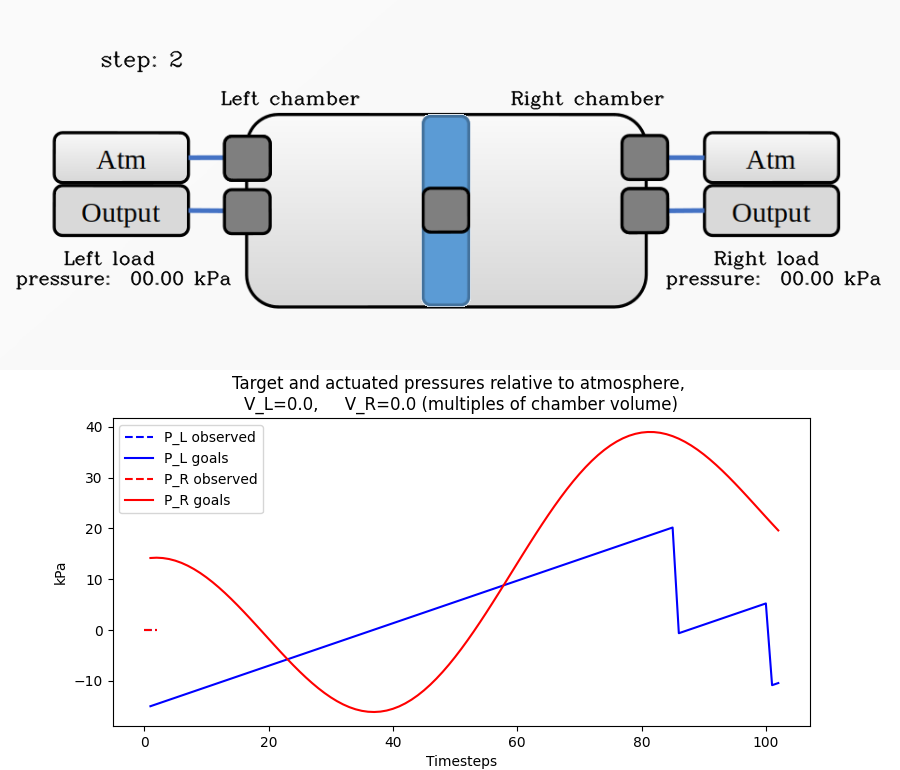 step: 2
Left chamber
Right chamber
Atm
Atm
Output
Output
Left load
pressure: 00.00 kPa
Right load
pressure: 00.00 kPa
Target and actuated pressures relative to atmosphere,
V_L=0.0, V_R=0.0 (multiples of chamber volume)
P_L observed
P_L goals
P_R observed
P_R goals
40
30
20
10
0
−10
kPa
0 20 40 60 80 100
Timesteps